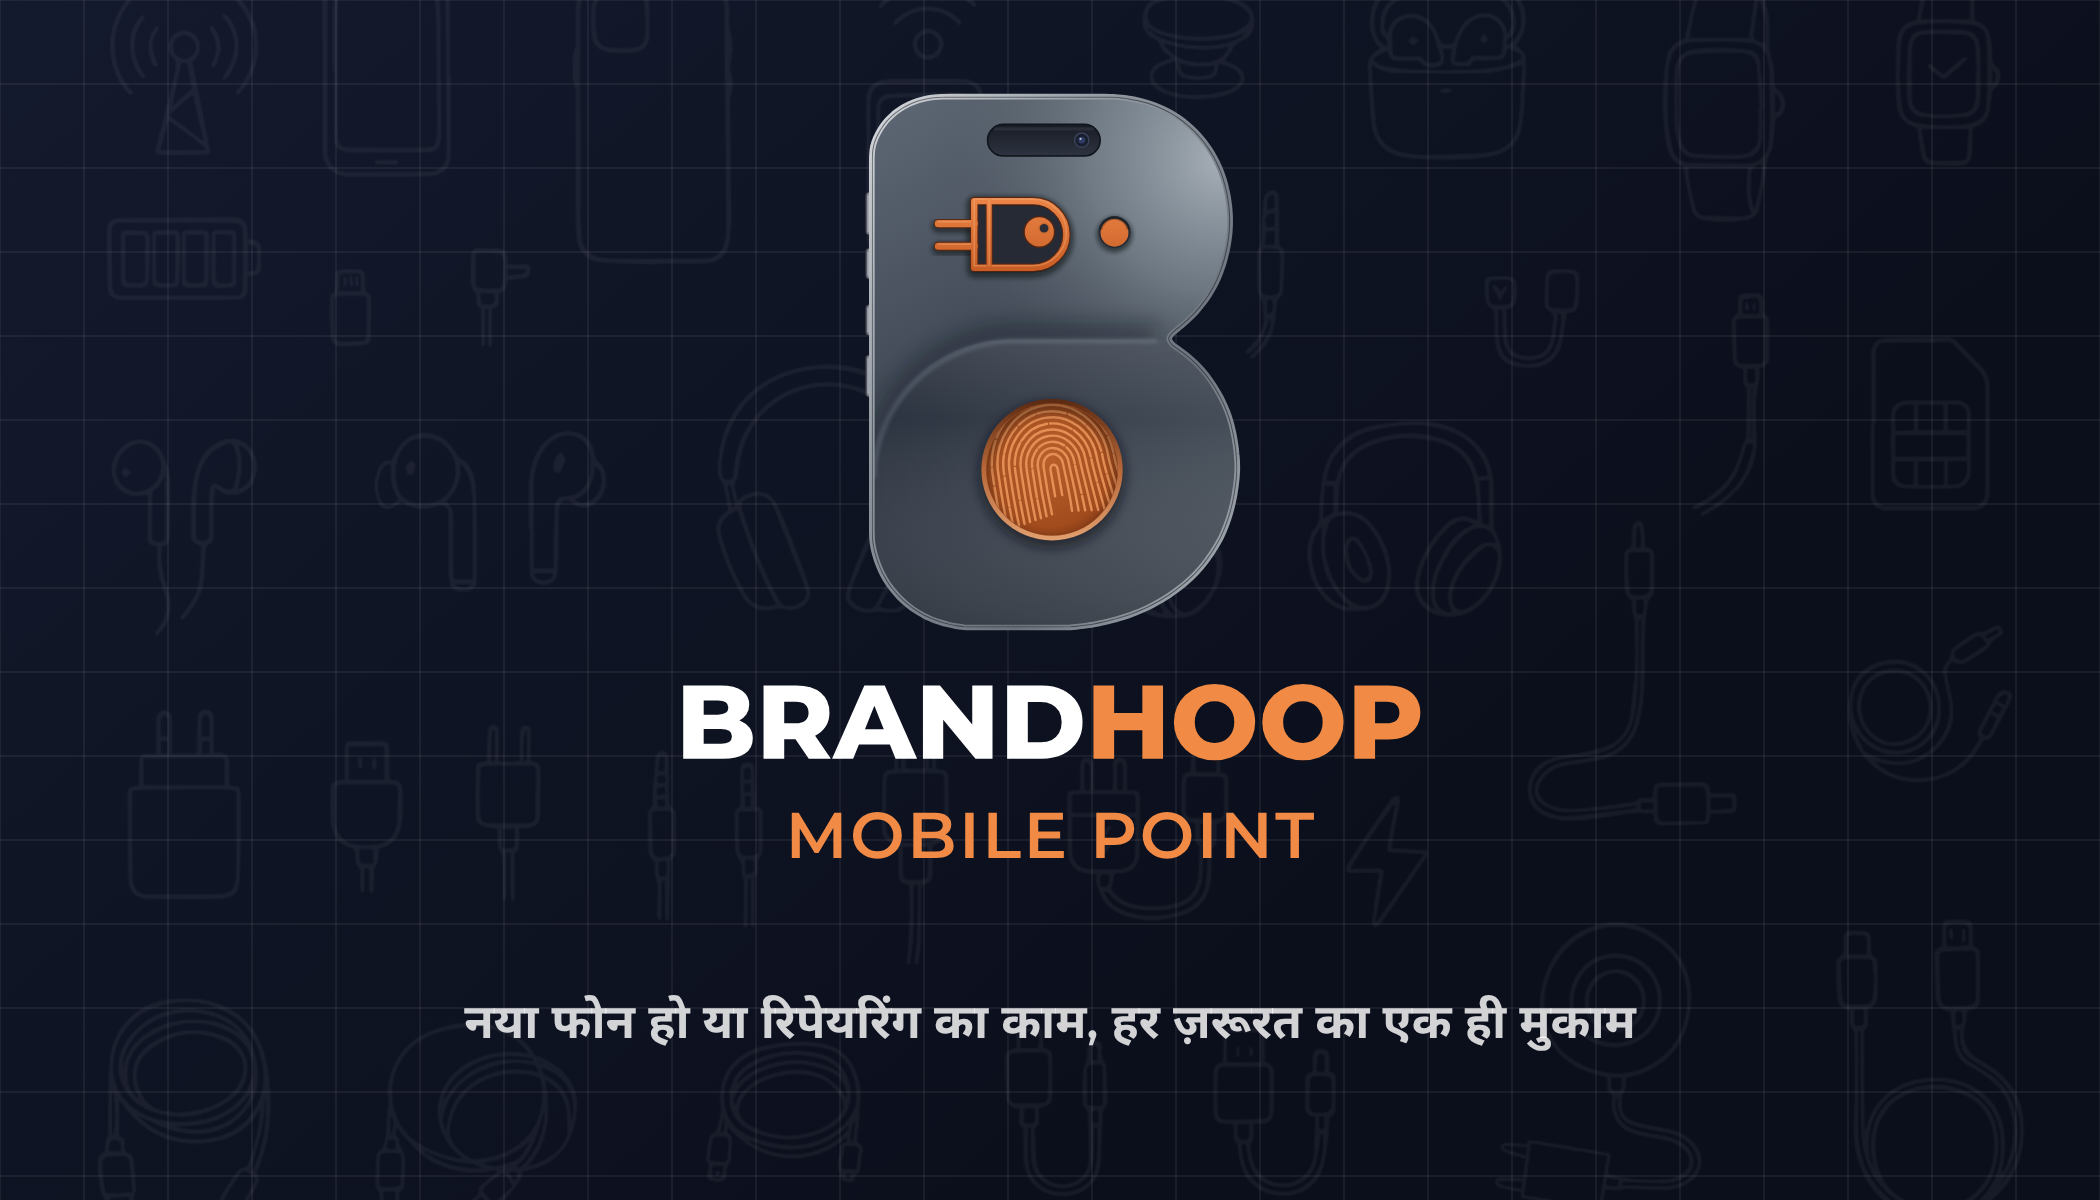 BRANDHOOP
MOBILE POINT
नया फोन हो या रिपेयरिंग का काम, हर ज़रूरत का एक ही मुकाम